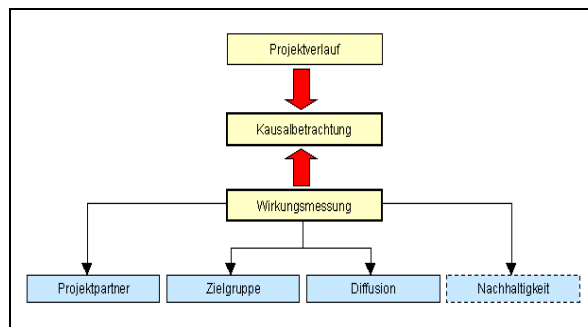 Projektverlauf
Kausalbetrachtung
Wirkungsmessung
Projektpartner
Zielgruppe
Diffusion
Nachhaltigkeit